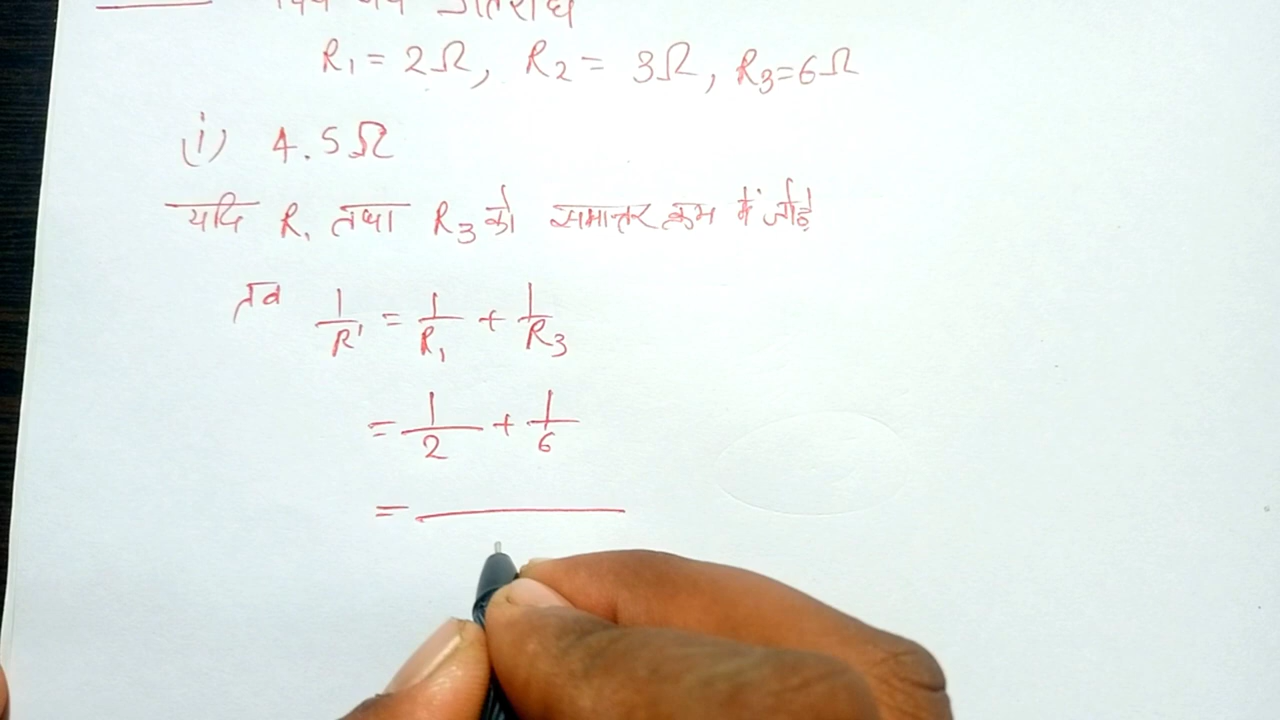 R₁ = 2Ω, R₂ = 3Ω, R₃=6Ω
(i) 4.5Ω
यदि R₁ तथा R₃ को समान्तर क्रम में जोड़े
तब 1/R' = 1/R₁ + 1/R₃
= 1/2 + 1/6
=